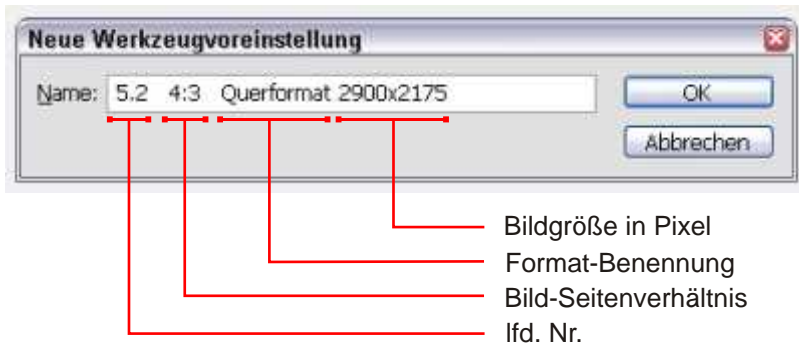 Neue Werkzeugvoreinstellung
Name: 5.2 4:3 Querformat 2900x2175
OK
Abbrechen
Bildgröße in Pixel
Format-Benennung
Bild-Seitenverhältnis
lfd. Nr.